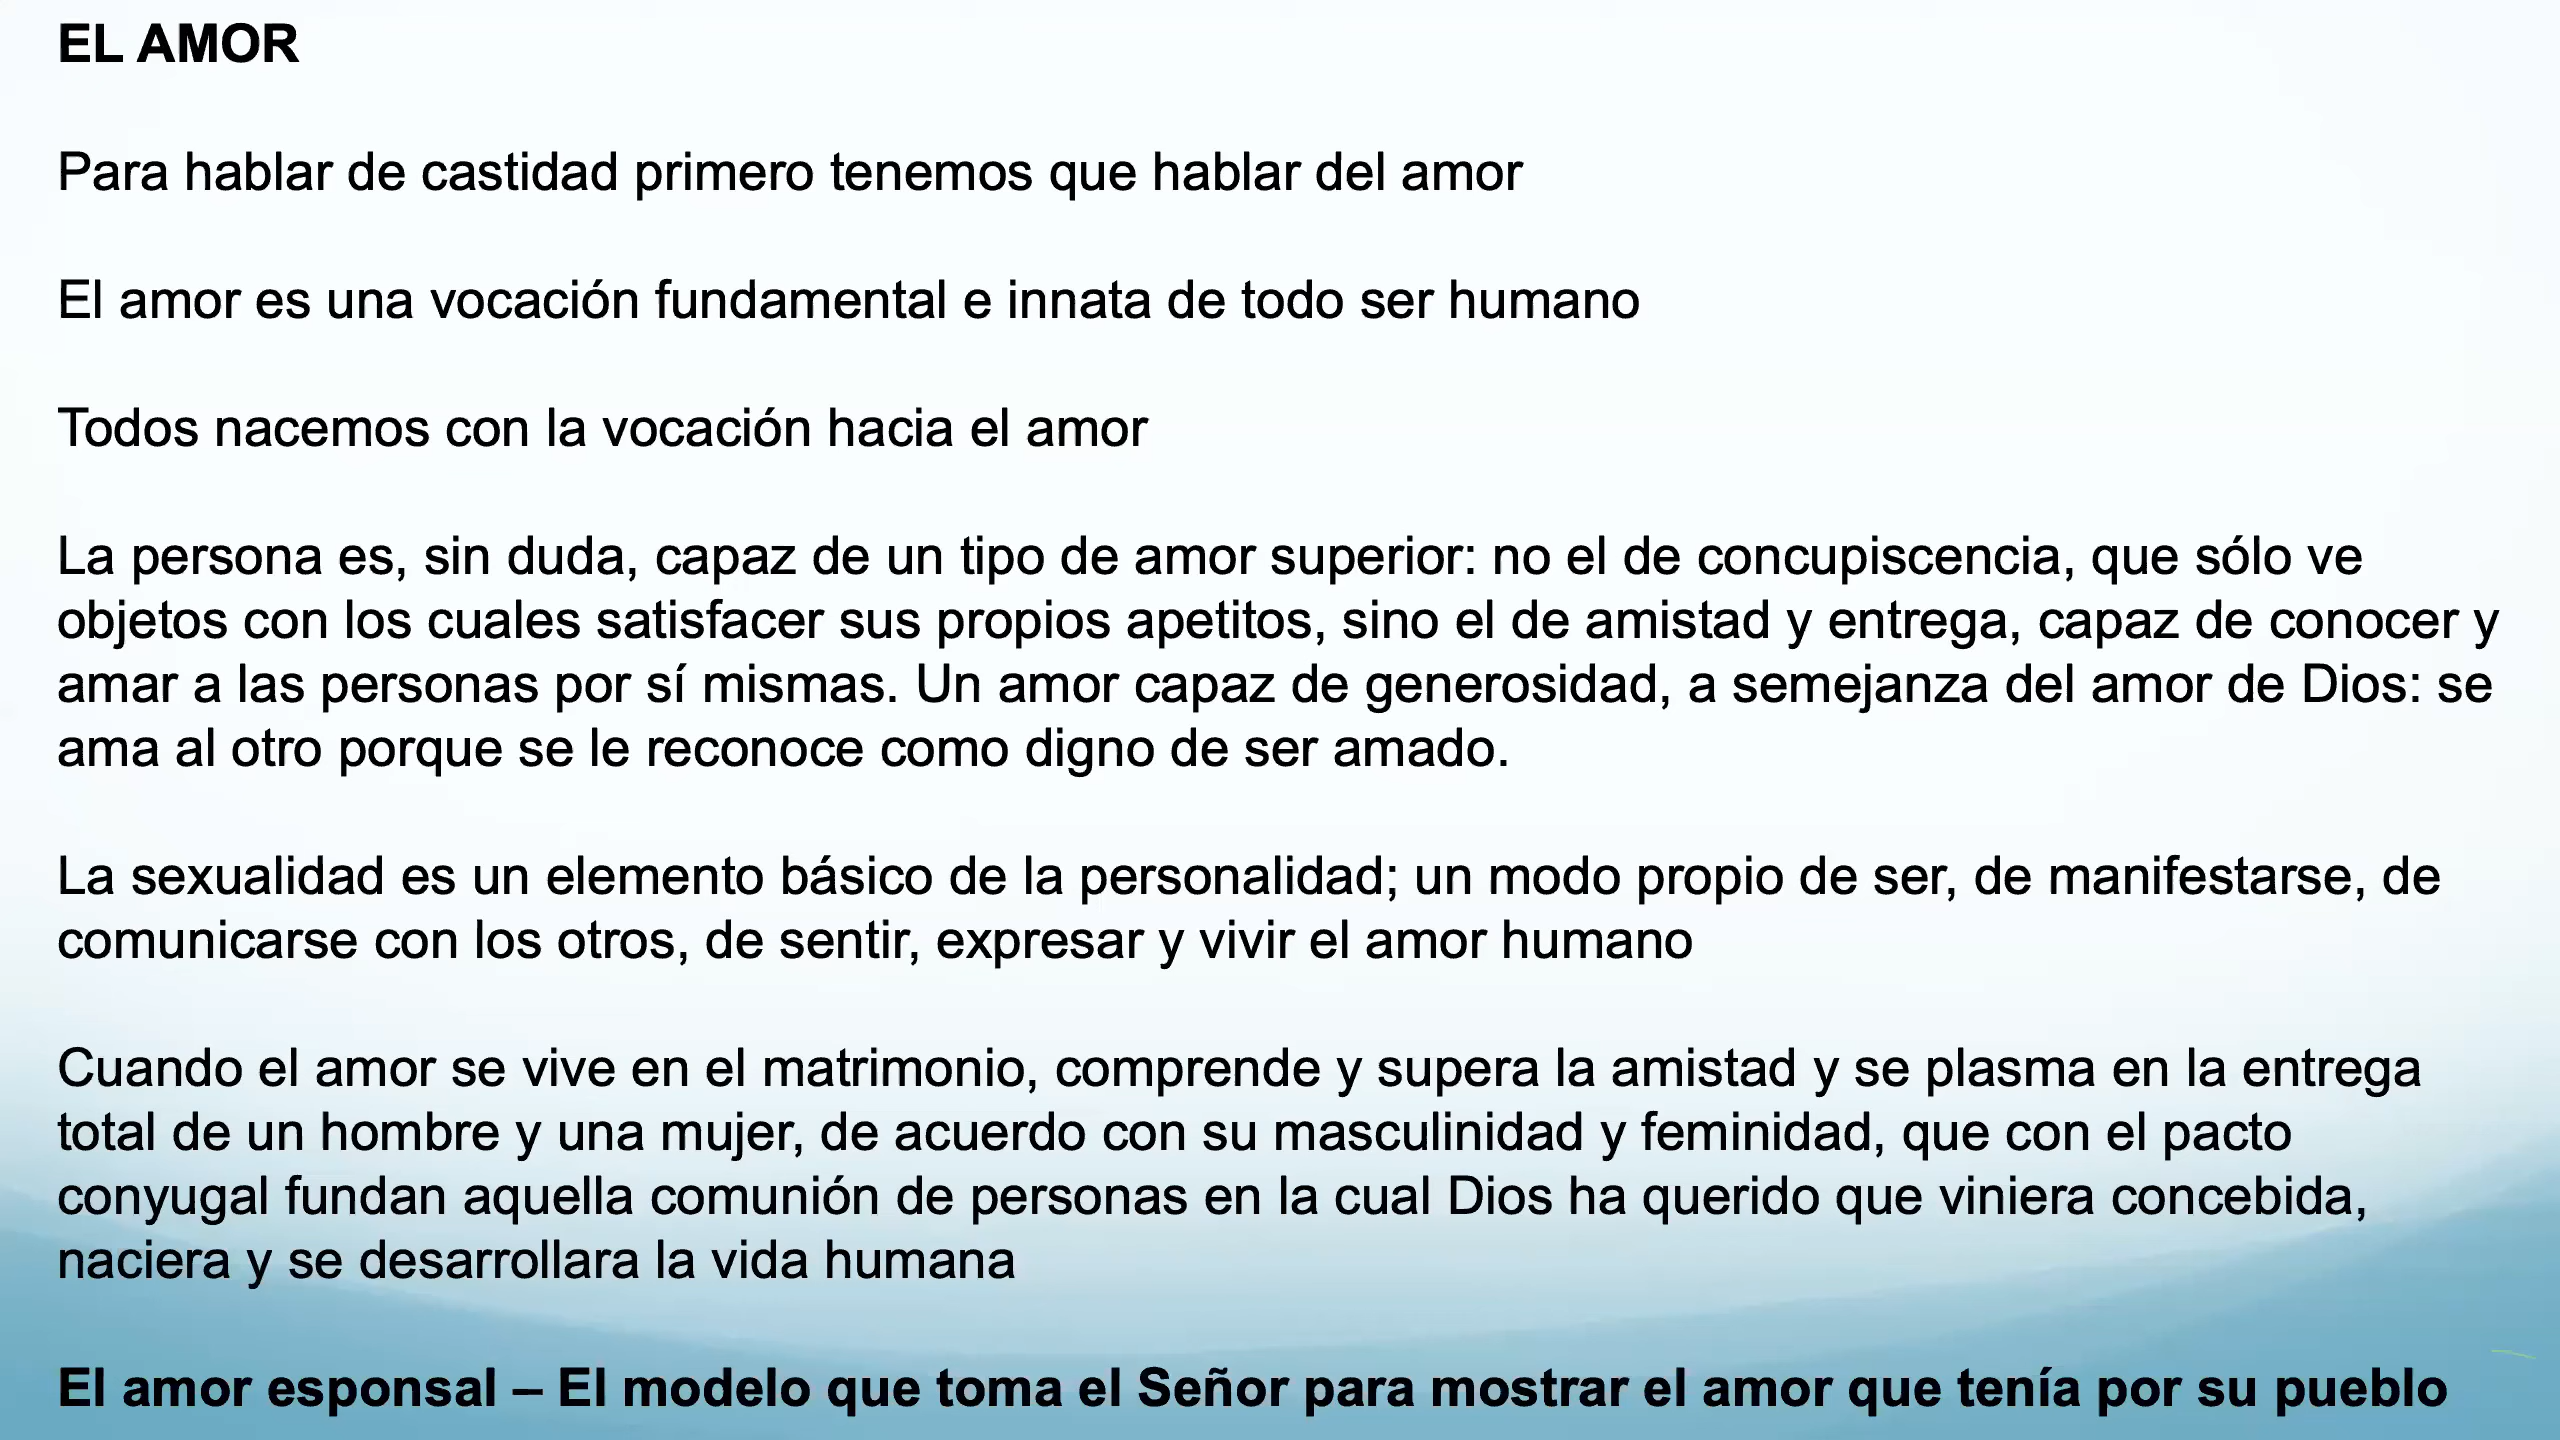 EL AMOR
Para hablar de castidad primero tenemos que hablar del amor
El amor es una vocación fundamental e innata de todo ser humano
Todos nacemos con la vocación hacia el amor
La persona es, sin duda, capaz de un tipo de amor superior: no el de concupiscencia, que sólo ve
objetos con los cuales satisfacer sus propios apetitos, sino el de amistad y entrega, capaz de conocer y
amar a las personas por sí mismas. Un amor capaz de generosidad, a semejanza del amor de Dios: se
ama al otro porque se le reconoce como digno de ser amado.
La sexualidad es un elemento básico de la personalidad; un modo propio de ser, de manifestarse, de
comunicarse con los otros, de sentir, expresar y vivir el amor humano
Cuando el amor se vive en el matrimonio, comprende y supera la amistad y se plasma en la entrega
total de un hombre y una mujer, de acuerdo con su masculinidad y feminidad, que con el pacto
conyugal fundan aquella comunión de personas en la cual Dios ha querido que viniera concebida,
naciera y se desarrollara la vida humana
El amor esponsal – El modelo que toma el Señor para mostrar el amor que tenía por su pueblo